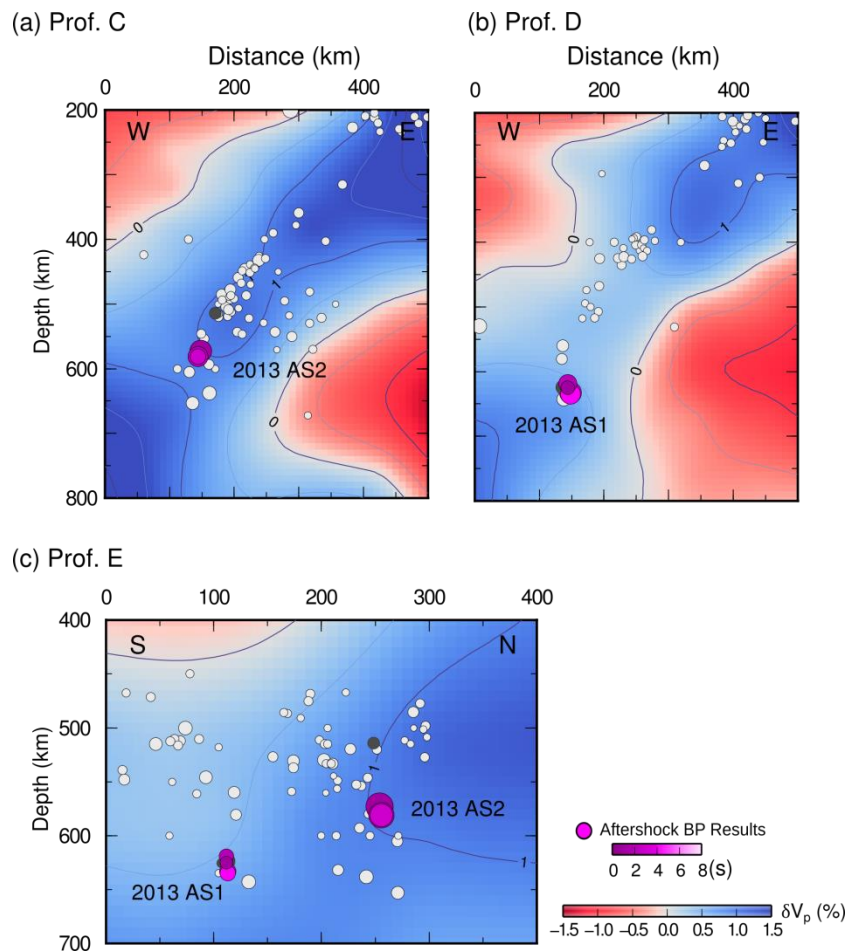 (a) Prof. C
Distance (km)
0 200 400
200
300
400
500
600
700
800
Depth (km)
W
E
0
1
0
2013 AS2
(b) Prof. D
Distance (km)
0 200 400
W
E
0
1
0
2013 AS1
(c) Prof. E
0 100 200 300 400
400
500
600
700
Depth (km)
S
N
1
1
2013 AS2
2013 AS1
Aftershock BP Results
0 2 4 6 8(s)
δVp (%)
−1.5 −1.0 −0.5 0.0 0.5 1.0 1.5